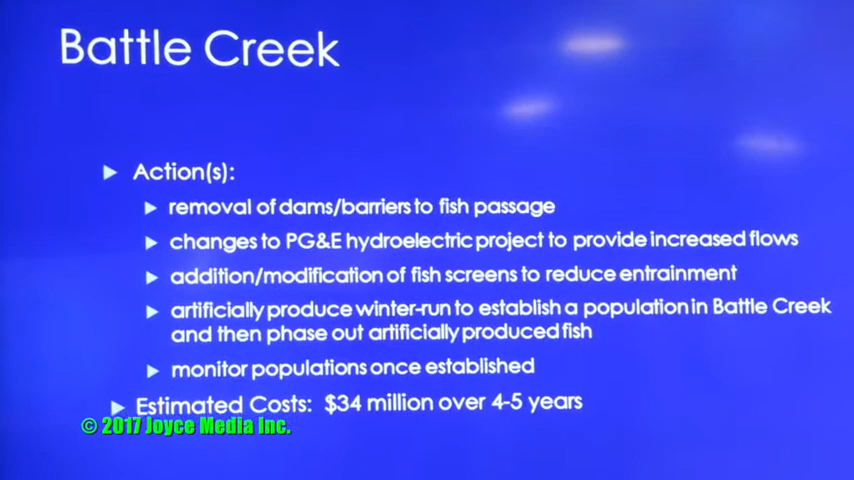 Battle Creek
Action(s):
removal of dams/barriers to fish passage
changes to PG&E hydroelectric project to provide increased flows
addition/modification of fish screens to reduce entrainment
artificially produce winter-run to establish a population in Battle Creek
and then phase out artificially produced fish
monitor populations once established
Estimated Costs: $34 million over 4-5 years
© 2017 Joyce Media Inc.